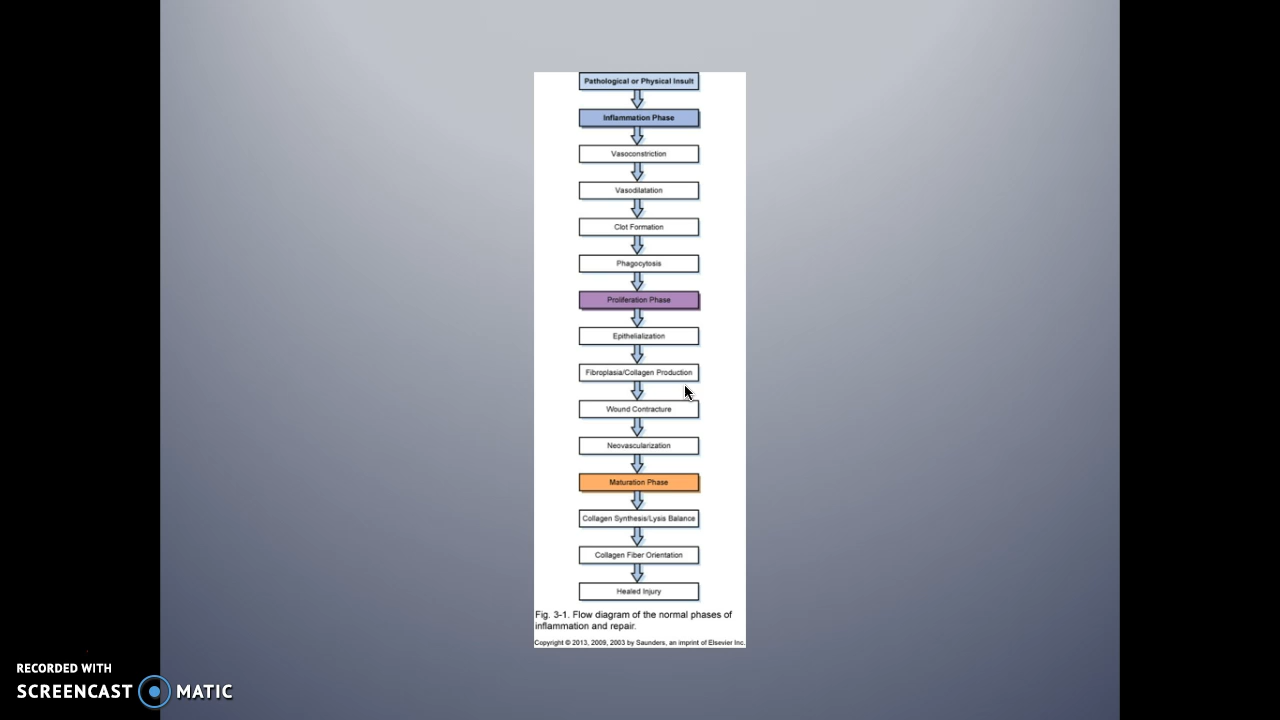 Pathological or Physical Insult
Inflammation Phase
Vasoconstriction
Vasodilatation
Clot Formation
Phagocytosis
Proliferation Phase
Epithelialization
Fibroplasia/Collagen Production
Wound Contracture
Neovascularization
Maturation Phase
Collagen Synthesis/Lysis Balance
Collagen Fiber Orientation
Healed Injury
Fig. 3-1. Flow diagram of the normal phases of
inflammation and repair.
Copyright © 2013, 2009, 2003 by Saunders, an imprint of Elsevier Inc.
RECORDED WITH
SCREENCAST MATIC